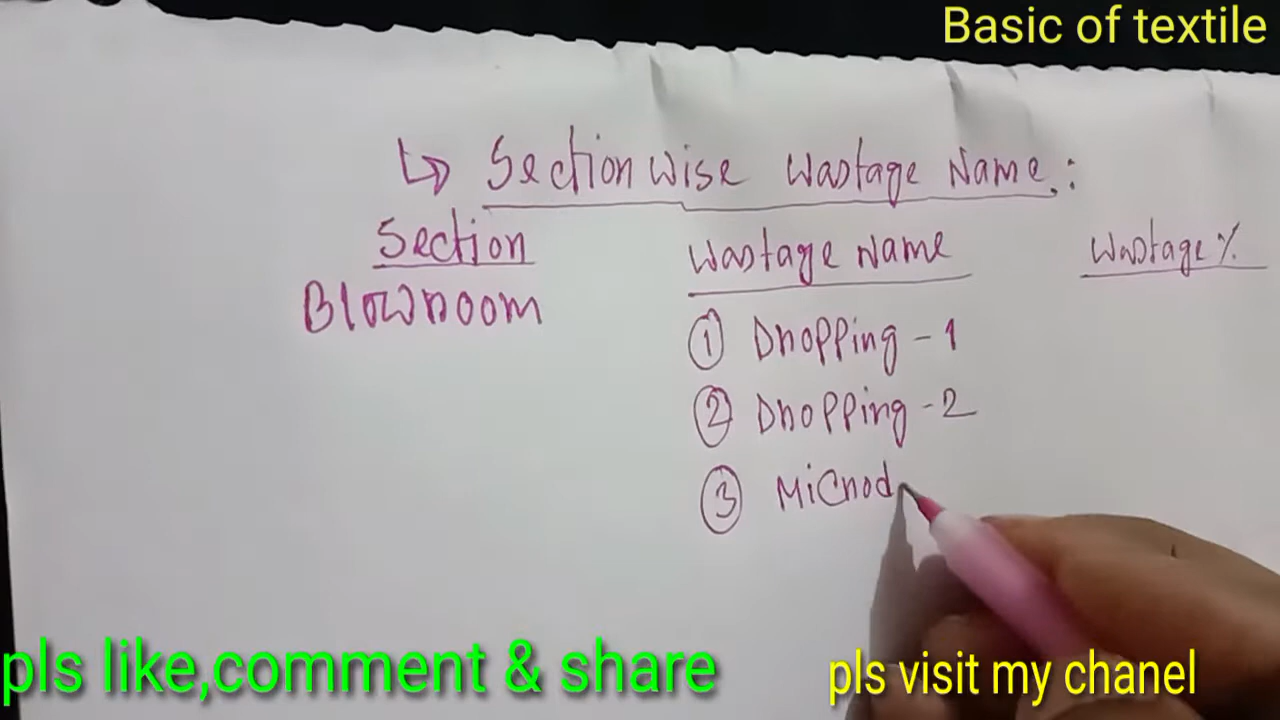 Basic of textile
↳ Section wise Wastage Name :
Section Wastage Name Wastage %
Blowroom
① Dropping - 1
② Dropping - 2
③ Microd
pls like,comment & share
pls visit my chanel